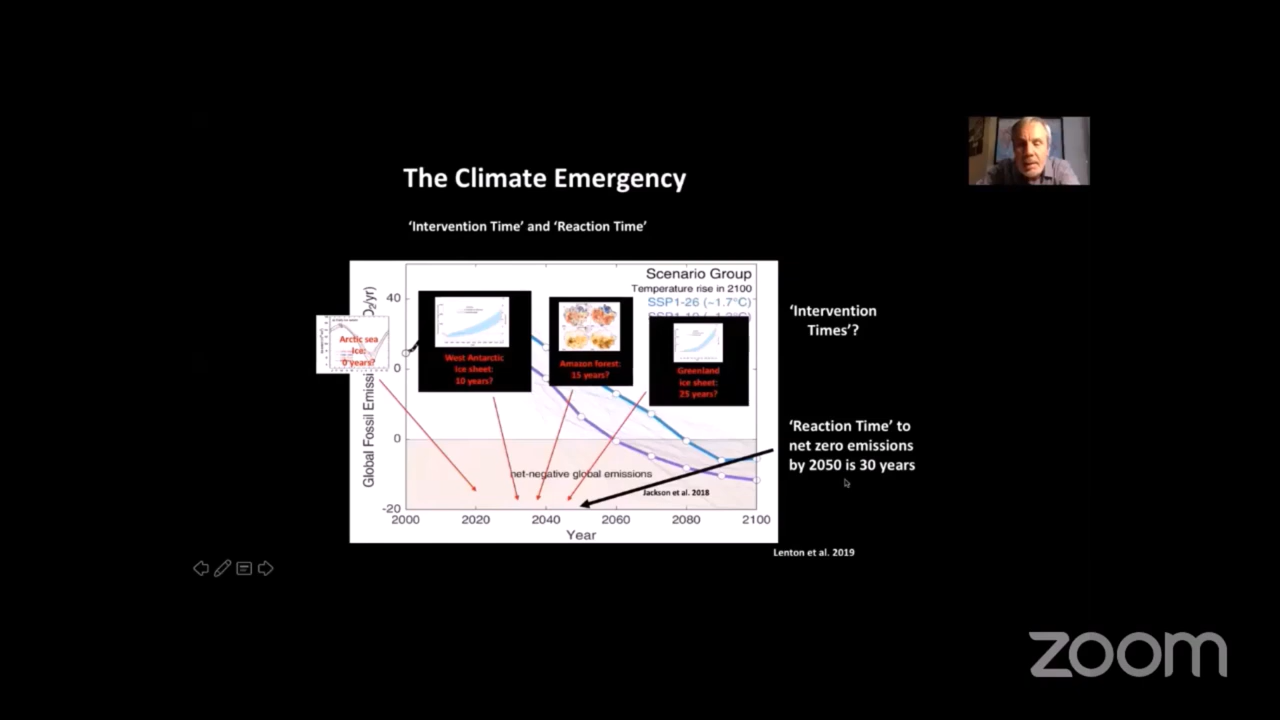 The Climate Emergency
'Intervention Time' and 'Reaction Time'
Scenario Group
Temperature rise in 2100
SSP1-26 (~1.7°C)
40
0
0
-20
Global Fossil Emissi
O₂/yr)
Arctic sea
ice:
0 years?
West Antarctic
Ice sheet:
10 years?
Amazon forest:
15 years?
Greenland
ice sheet:
25 years?
'Intervention
Times'?
'Reaction Time' to
net zero emissions
by 2050 is 30 years
net-negative global emissions
Jackson et al. 2018
2000 2020 2040 2060 2080 2100
Year
Lenton et al. 2019
zoom